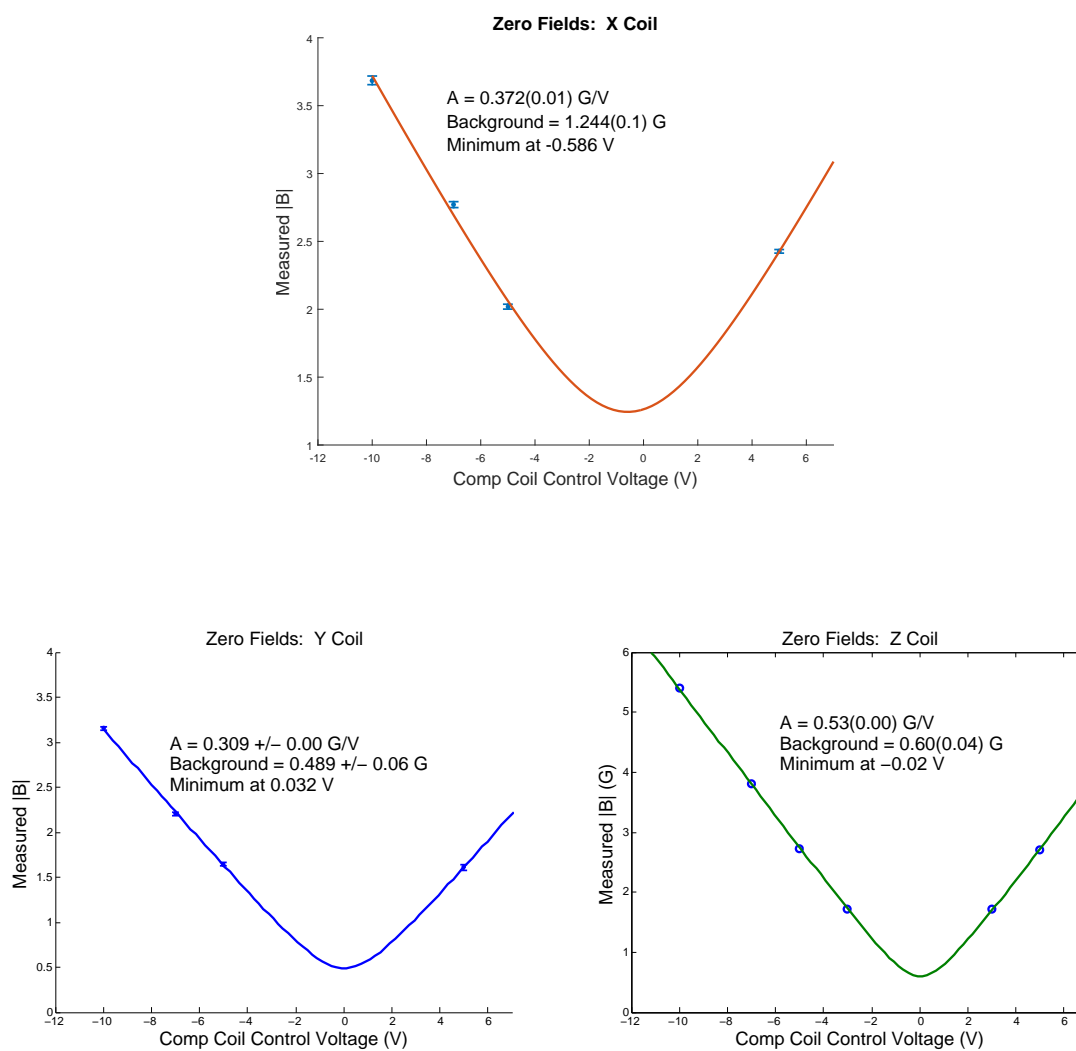 Zero Fields:  X Coil
4
3.5
3
2.5
2
1.5
1
A = 0.372(0.01) G/V
Background = 1.244(0.1) G
Minimum at -0.586 V
Measured |B|
-12 -10 -8 -6 -4 -2 0 2 4 6
Comp Coil Control Voltage (V)
Zero Fields:  Y Coil
4
3.5
3
2.5
2
1.5
1
0.5
0
A = 0.309 +/− 0.00 G/V
Background = 0.489 +/− 0.06 G
Minimum at 0.032 V
Measured |B|
−12 −10 −8 −6 −4 −2 0 2 4 6
Comp Coil Control Voltage (V)
Zero Fields:  Z Coil
6
5
4
3
2
1
0
A = 0.53(0.00) G/V
Background = 0.60(0.04) G
Minimum at −0.02 V
Measured |B| (G)
−12 −10 −8 −6 −4 −2 0 2 4 6
Comp Coil Control Voltage (V)